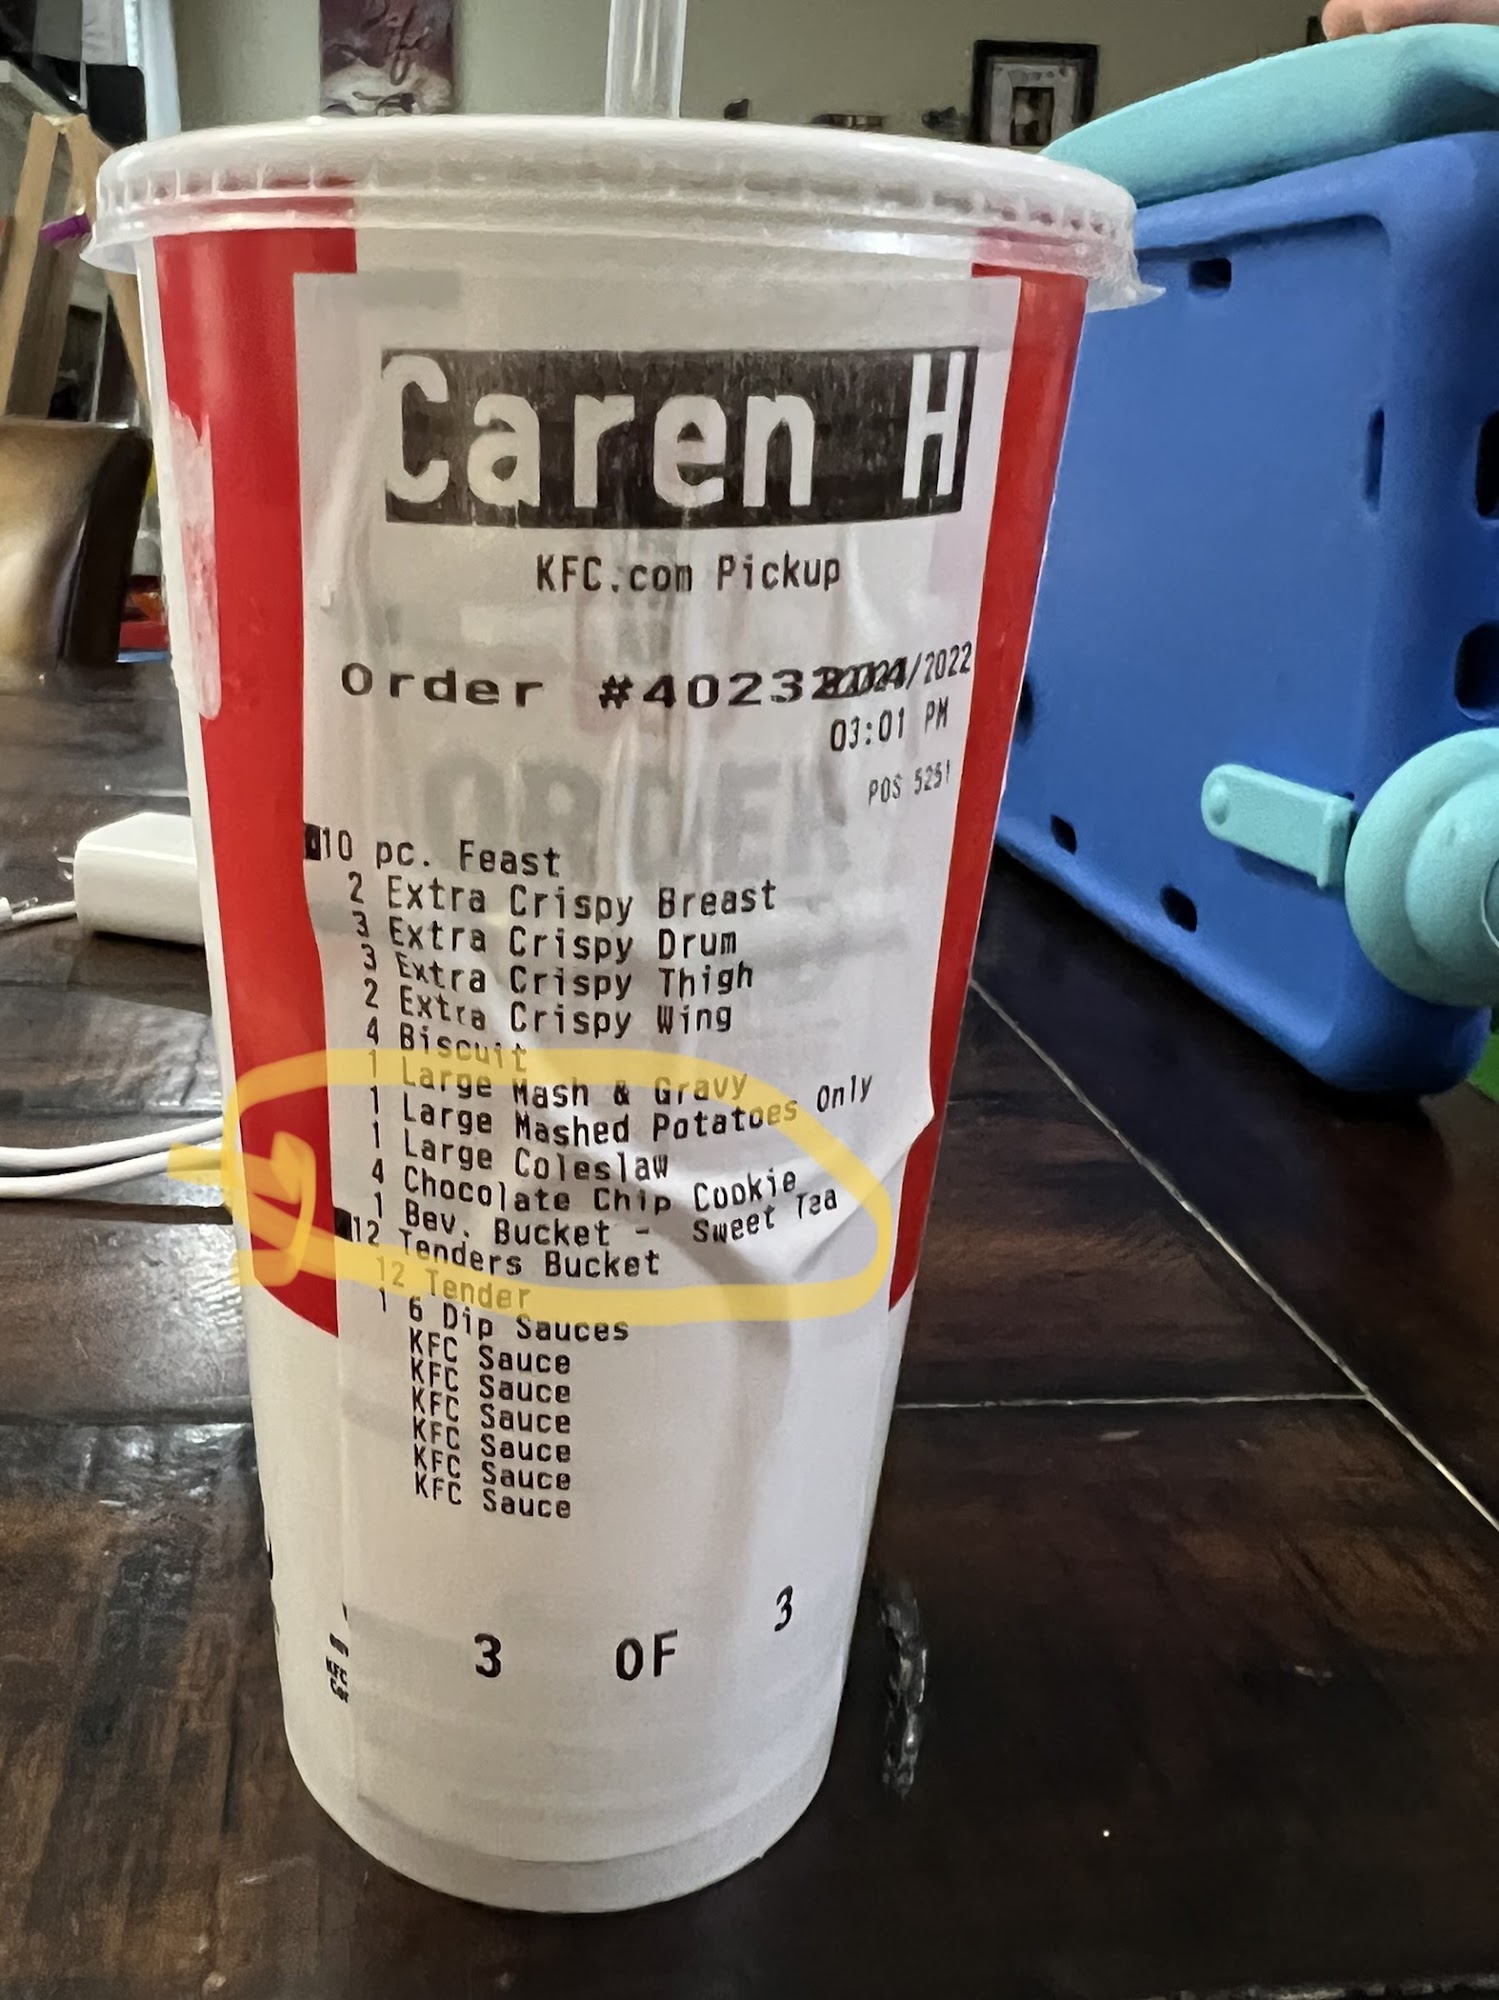 Caren H
KFC.com Pickup
Order #40232 /2022
03:01 PM
POS 5251
10 pc. Feast
2 Extra Crispy Breast
3 Extra Crispy Drum
3 Extra Crispy Thigh
2 Extra Crispy Wing
4 Biscuit
1 Large Mash & Gravy
1 Large Mashed Potatoes Only
1 Large Coleslaw
4 Chocolate Chip Cookie
1 Bev. Bucket - Sweet Tea
12 Tenders Bucket
12 Tender
1 6 Dip Sauces
KFC Sauce
KFC Sauce
KFC Sauce
KFC Sauce
KFC Sauce
KFC Sauce
3 OF 3
KFC